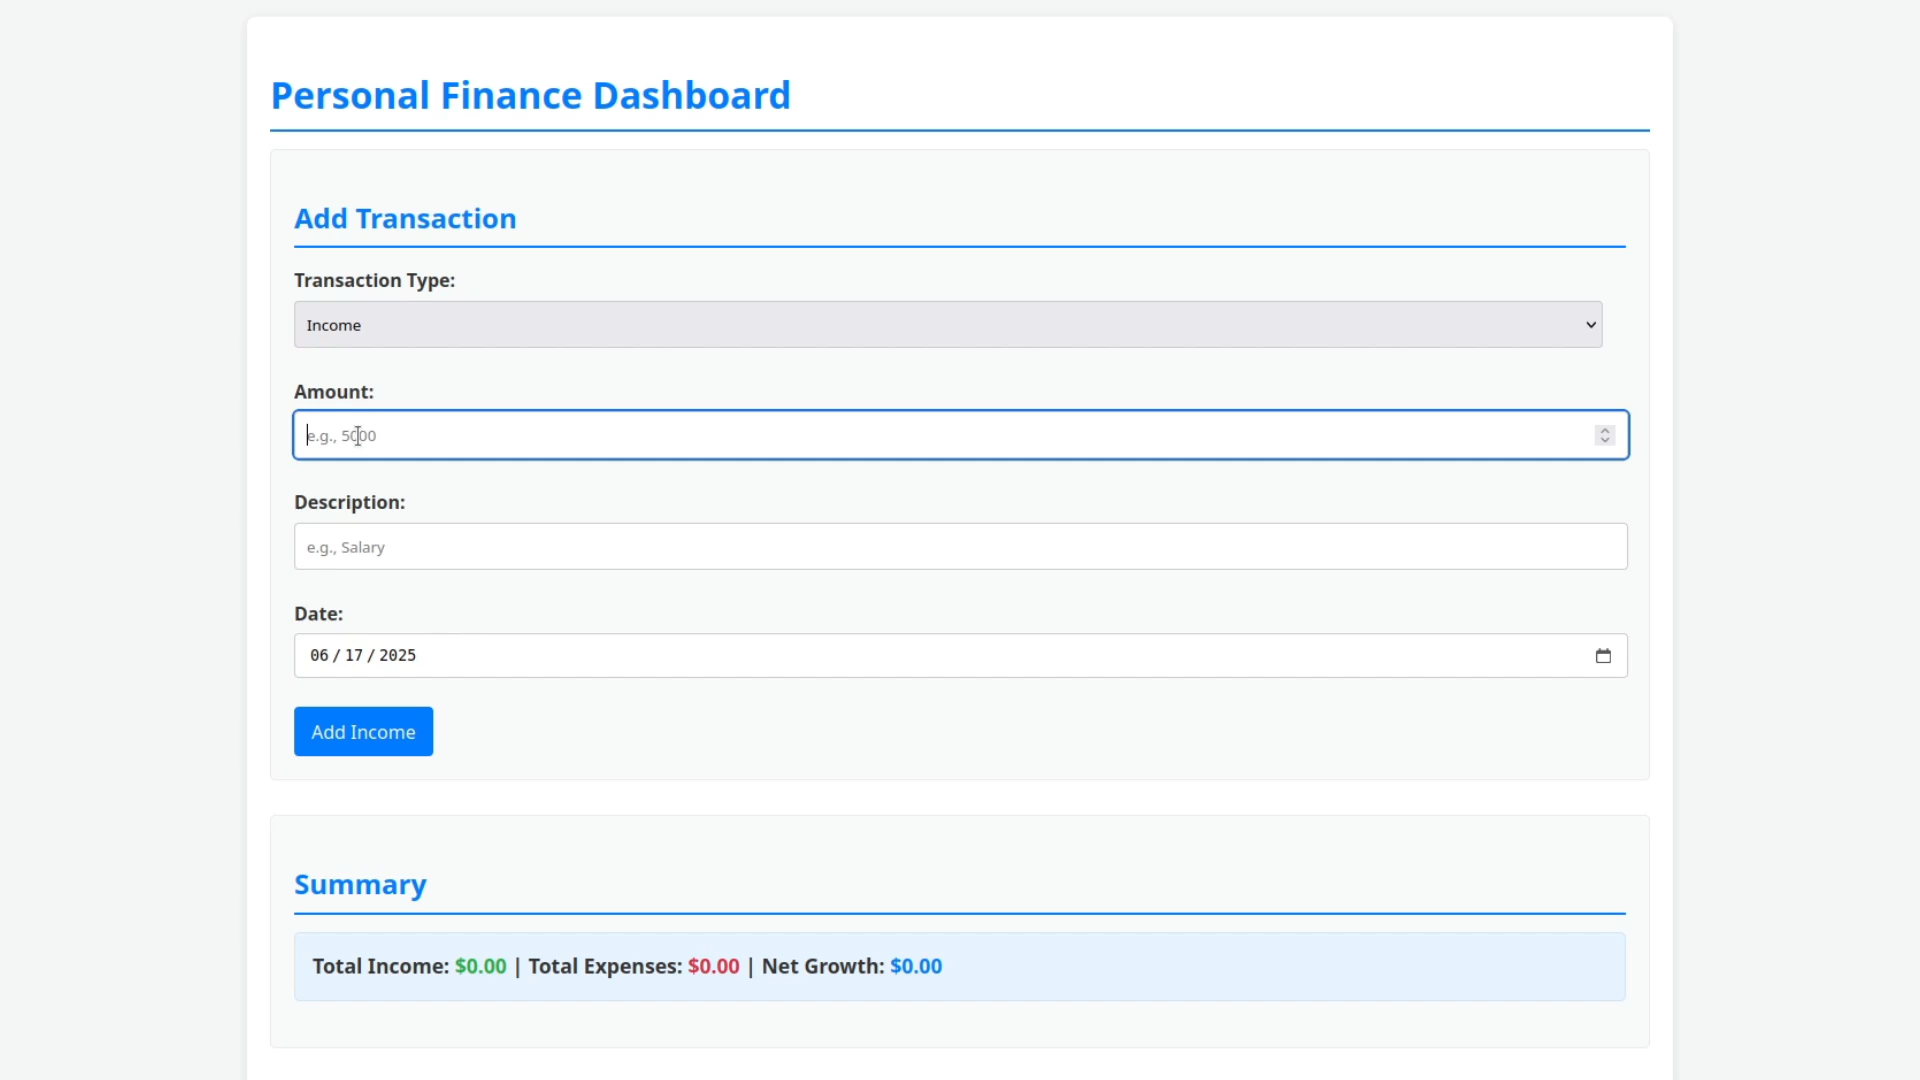 Personal Finance Dashboard
Add Transaction
Transaction Type:
Income
Amount:
e.g., 5000
Description:
e.g., Salary
Date:
06 / 17 / 2025
Add Income
Summary
Total Income: $0.00 | Total Expenses: $0.00 | Net Growth: $0.00